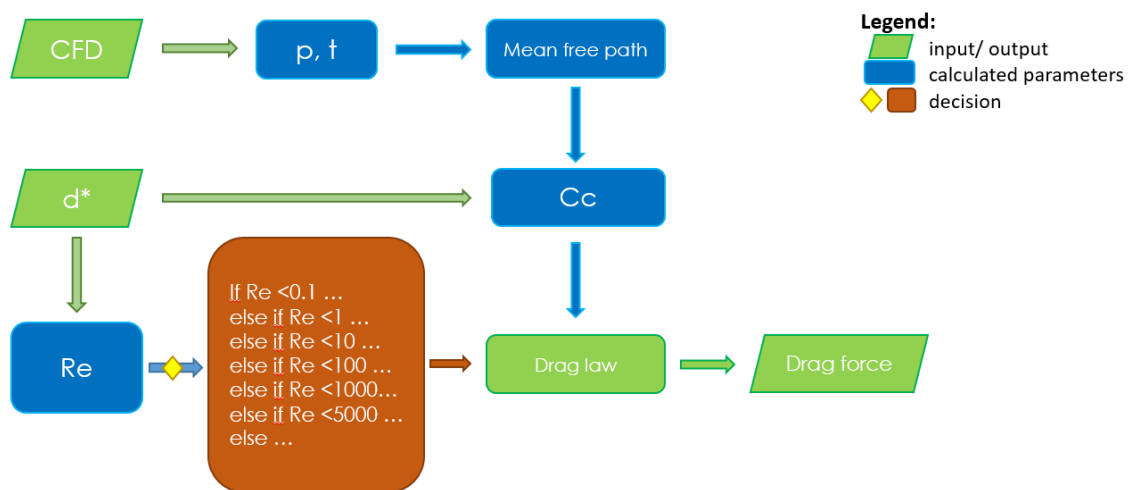 CFD
p, t
Mean free path
Legend:
input/ output
calculated parameters
decision
d*
Cc
If Re <0.1 ...
else if Re <1 ...
else if Re <10 ...
else if Re <100 ...
else if Re <1000...
else if Re <5000 ...
else ...
Re
Drag law
Drag force